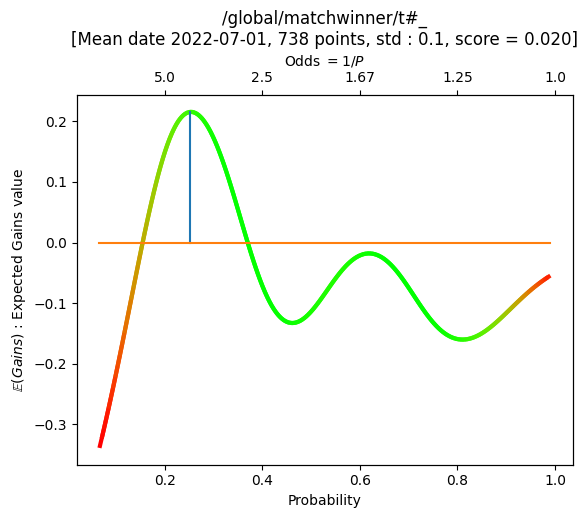 /global/matchwinner/t#_
[Mean date 2022-07-01, 738 points, std : 0.1, score = 0.020]
Odds = 1/P
5.0 2.5 1.67 1.25 1.0
0.2
0.1
0.0
−0.1
−0.2
−0.3
𝔼(Gains) : Expected Gains value
0.2 0.4 0.6 0.8 1.0
Probability